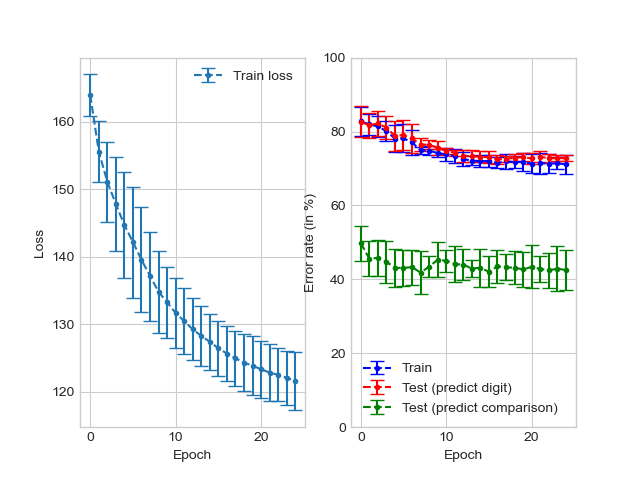 Train loss
Loss
160
150
140
130
120
0
10
20
Epoch
100
80
60
40
20
0
Error rate (in %)
Train
Test (predict digit)
Test (predict comparison)
0
10
20
Epoch